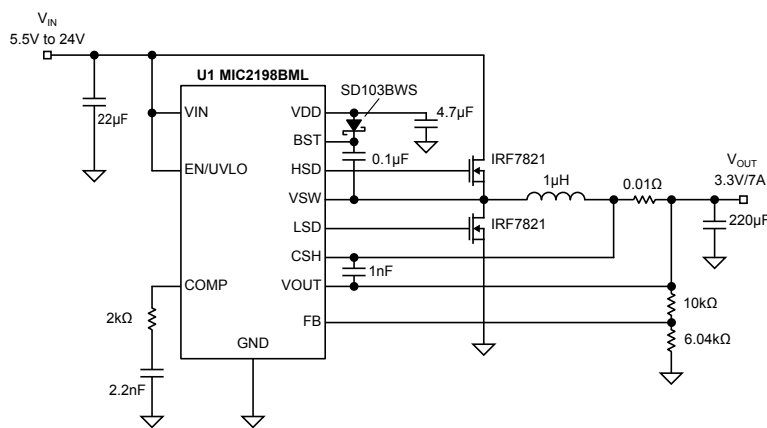 V_IN
5.5V to 24V
U1 MIC2198BML
SD103BWS
VIN
VDD
4.7µF
22µF
BST
0.1µF
EN/UVLO
HSD
IRF7821
VSW
1µH
0.01Ω
V_OUT
3.3V/7A
LSD
IRF7821
220µF
CSH
1nF
COMP
VOUT
10kΩ
2kΩ
FB
6.04kΩ
GND
2.2nF